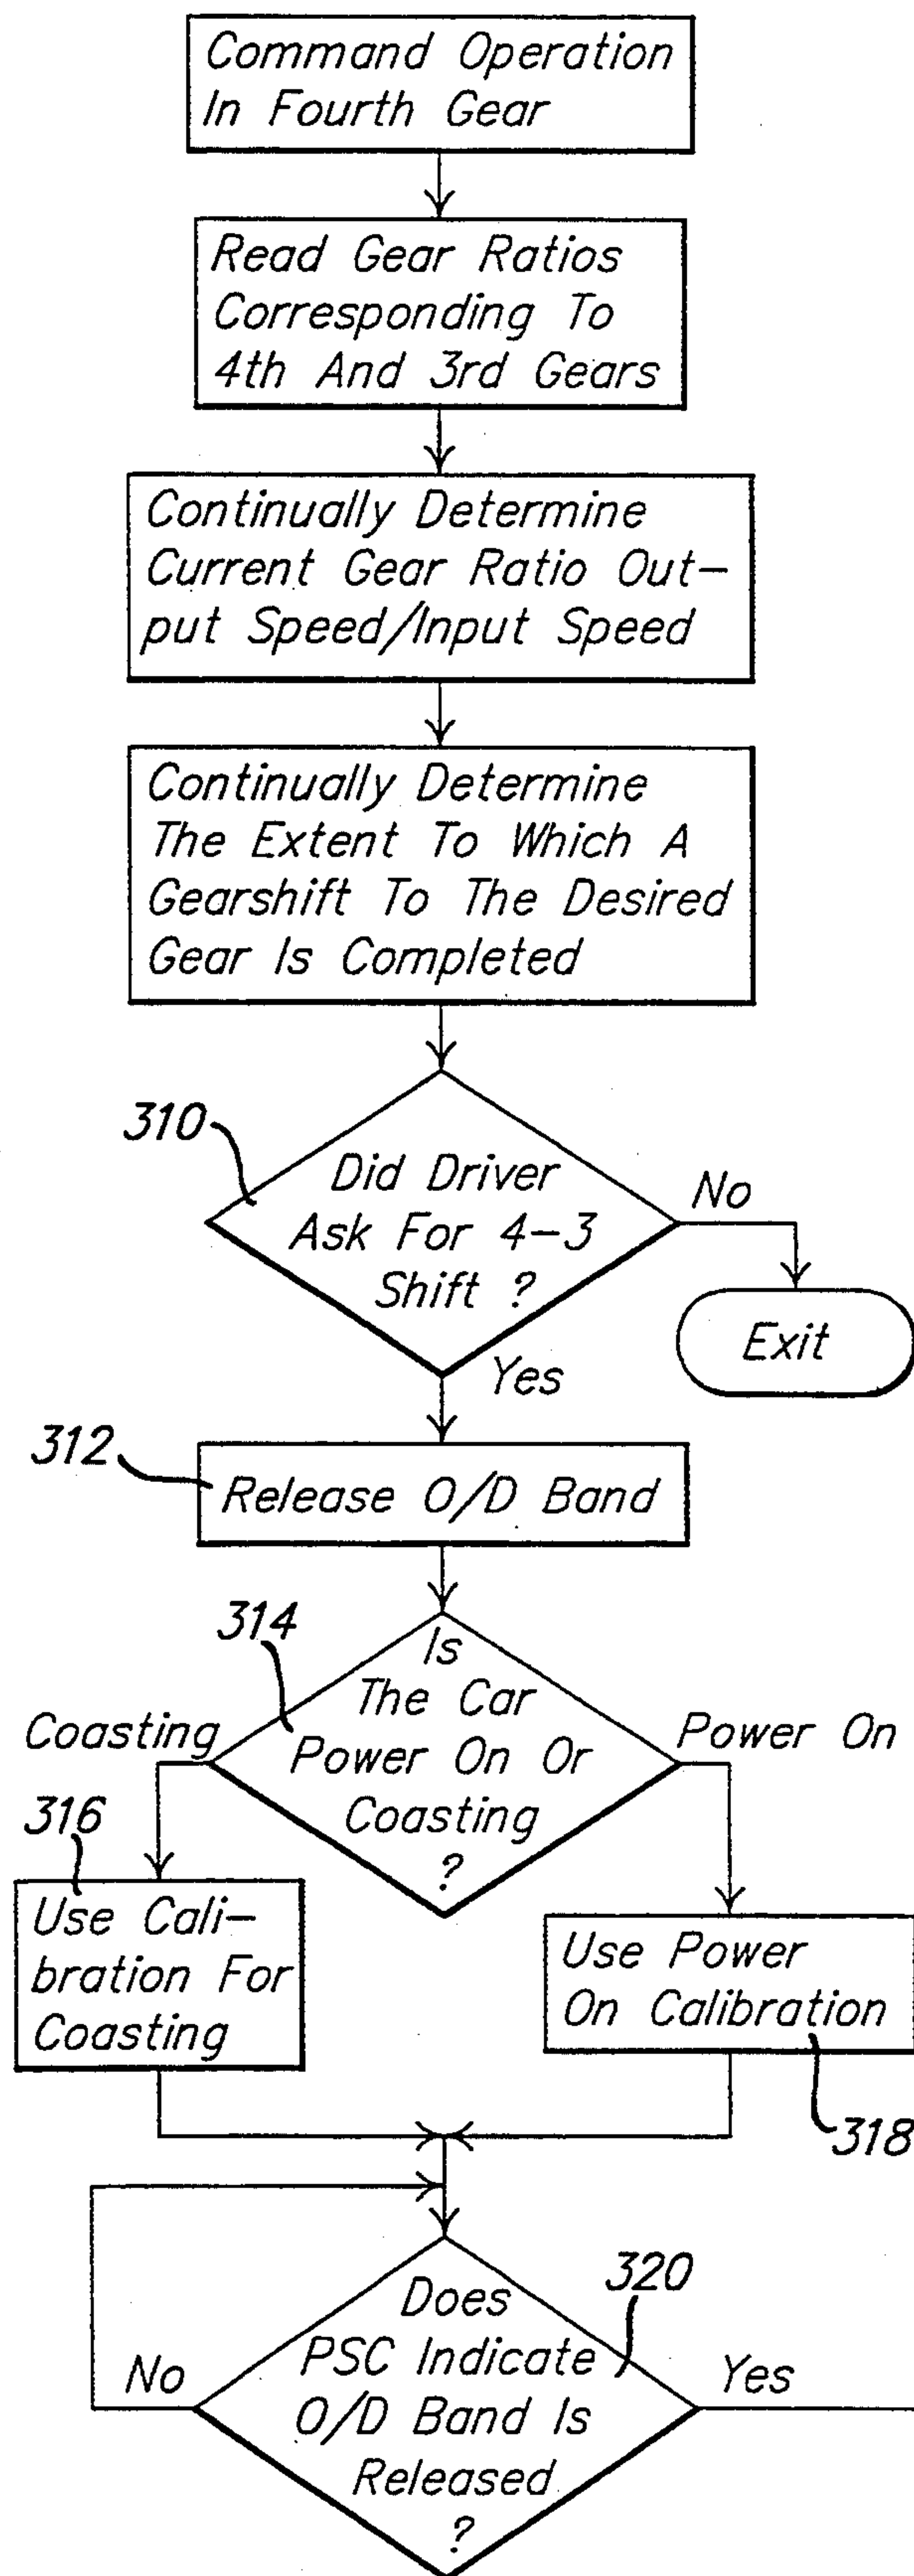 Command Operation
In Fourth Gear
Read Gear Ratios
Corresponding To
4th And 3rd Gears
Continually Determine
Current Gear Ratio Out-
put Speed/Input Speed
Continually Determine
The Extent To Which A
Gearshift To The Desired
Gear Is Completed
310
Did Driver
Ask For 4-3
Shift ?
No
Exit
Yes
312
Release O/D Band
314
Is
The Car
Power On Or
Coasting
?
Coasting
Power On
316
Use Cali-
bration For
Coasting
Use Power
On Calibration
318
320
Does
PSC Indicate
O/D Band Is
Released
?
No
Yes